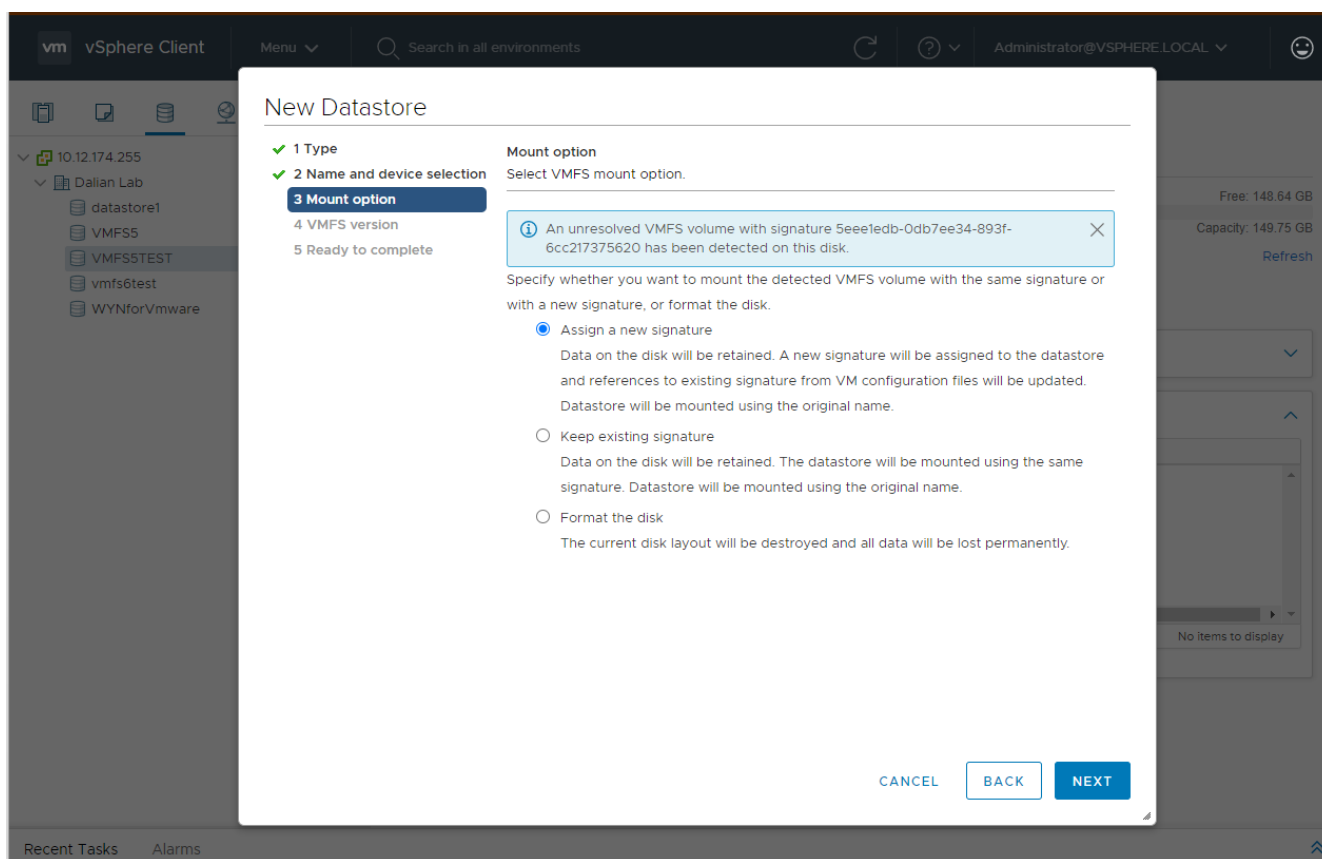 vm vSphere Client Menu Search in all environments Administrator@VSPHERE.LOCAL
10.12.174.255
Dalian Lab
datastore1
VMFS5
VMFS5TEST
vmfs6test
WYNforVmware
New Datastore
1 Type
2 Name and device selection
3 Mount option
4 VMFS version
5 Ready to complete
Mount option
Select VMFS mount option.
An unresolved VMFS volume with signature 5eee1edb-0db7ee34-893f-
6cc217375620 has been detected on this disk.
Specify whether you want to mount the detected VMFS volume with the same signature or
with a new signature, or format the disk.
Assign a new signature
Data on the disk will be retained. A new signature will be assigned to the datastore
and references to existing signature from VM configuration files will be updated.
Datastore will be mounted using the original name.
Keep existing signature
Data on the disk will be retained. The datastore will be mounted using the same
signature. Datastore will be mounted using the original name.
Format the disk
The current disk layout will be destroyed and all data will be lost permanently.
CANCEL BACK NEXT
Free: 148.64 GB
Capacity: 149.75 GB
Refresh
No items to display
Recent Tasks Alarms